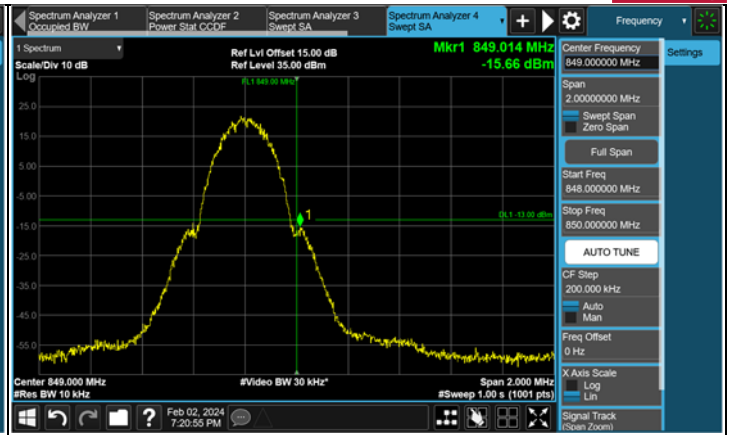 Spectrum Analyzer 1
Occupied BW
Spectrum Analyzer 2
Power Stat CCDF
Spectrum Analyzer 3
Swept SA
Spectrum Analyzer 4
Swept SA
Frequency
1 Spectrum
Scale/Div 10 dB
Log
Ref Lvl Offset 15.00 dB
Ref Level 35.00 dBm
Mkr1 849.014 MHz
-15.66 dBm
FL1 849.00 MHz
25.0
15.0
5.00
-5.00
-15.0
-25.0
-35.0
-45.0
-55.0
1
DL1 -13.00 dBm
Center 849.000 MHz
#Res BW 10 kHz
#Video BW 30 kHz*
Span 2.000 MHz
#Sweep 1.00 s (1001 pts)
Center Frequency
849.000000 MHz
Settings
Span
2.00000000 MHz
Swept Span
Zero Span
Full Span
Start Freq
848.000000 MHz
Stop Freq
850.000000 MHz
AUTO TUNE
CF Step
200.000 kHz
Auto
Man
Freq Offset
0 Hz
X Axis Scale
Log
Lin
Signal Track
(Span Zoom)
?
Feb 02, 2024
7:20:55 PM